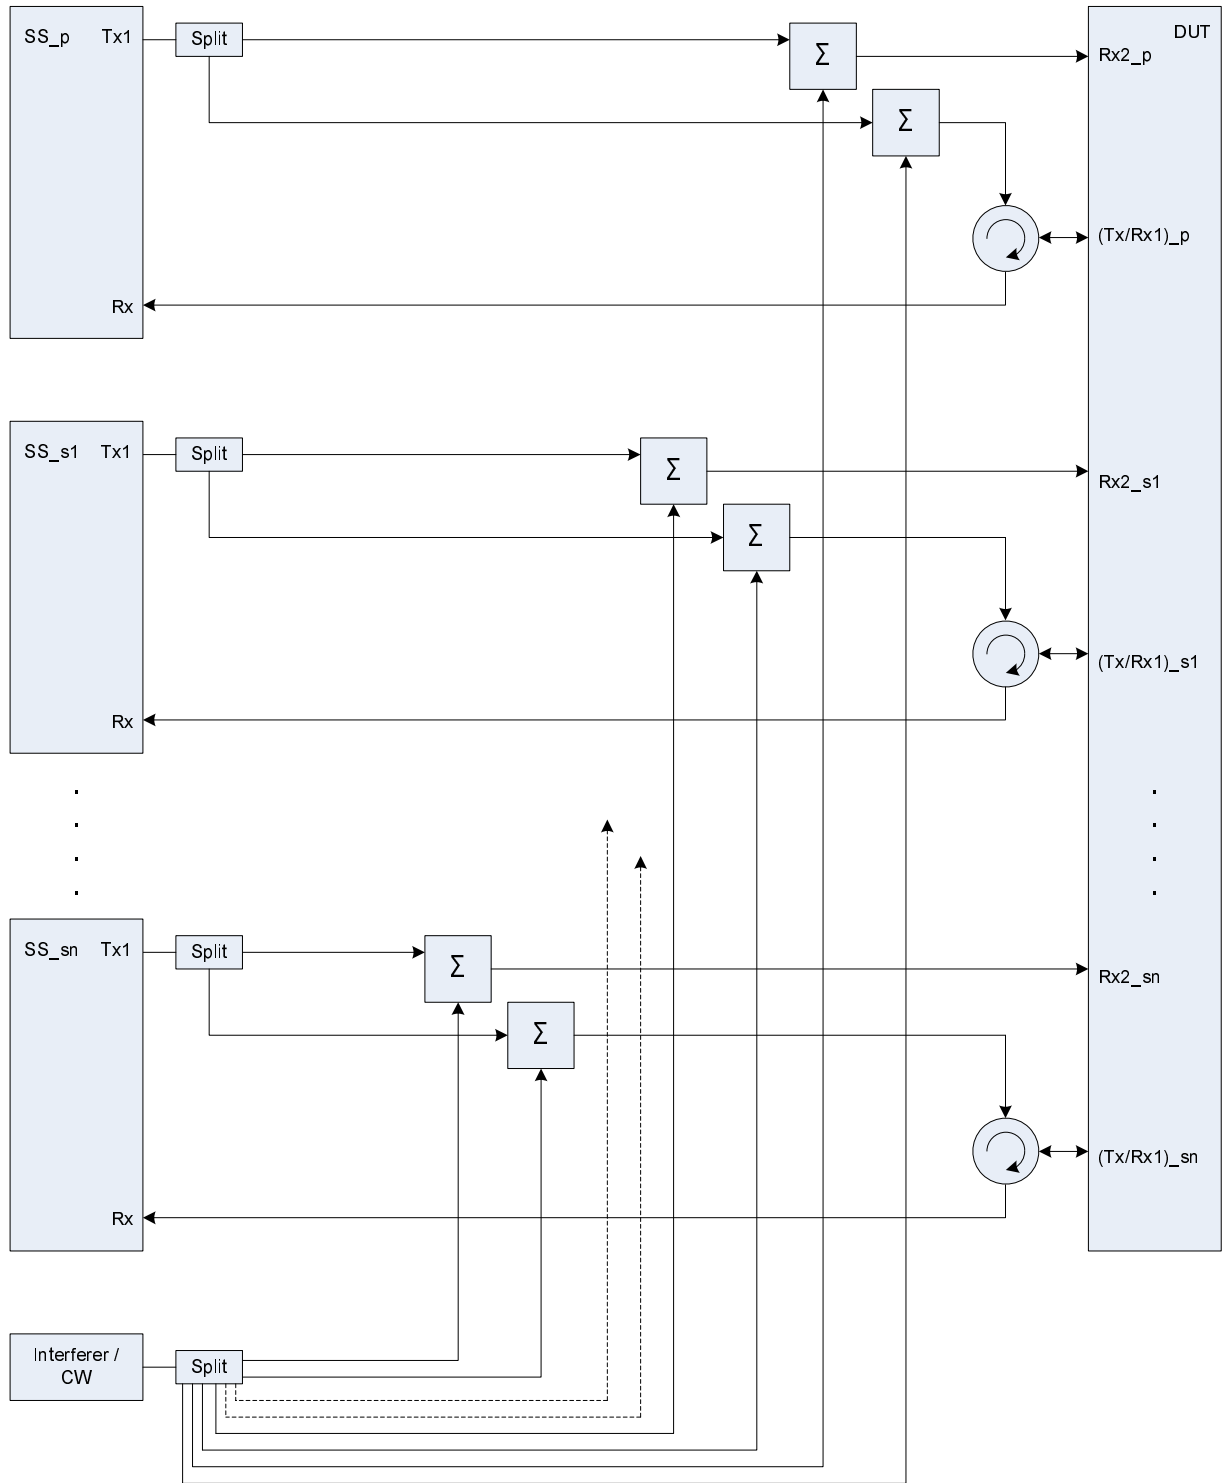 SS_p Tx1
Split
Σ
Σ
DUT
Rx2_p
(Tx/Rx1)_p
Rx
SS_s1 Tx1
Split
Σ
Σ
Rx2_s1
(Tx/Rx1)_s1
Rx
SS_sn Tx1
Split
Σ
Σ
Rx2_sn
(Tx/Rx1)_sn
Rx
Interferer /
CW
Split